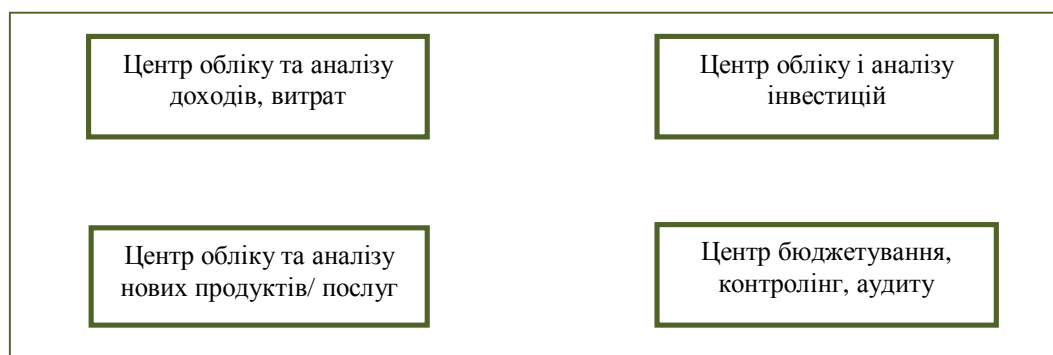 Центр обліку та аналізу
доходів, витрат
Центр обліку і аналізу
інвестицій
Центр обліку та аналізу
нових продуктів/ послуг
Центр бюджетування,
контролінг, аудиту